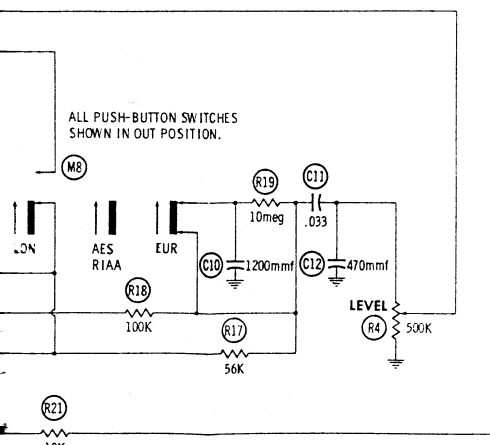 ALL PUSH-BUTTON SWITCHES
SHOWN IN OUT POSITION.
M8
R19
C11
10meg
.033
AES
RIAA
EUR
C10
1200mmf
C12
470mmf
R18
100K
LEVEL
R4
500K
R17
56K
R21